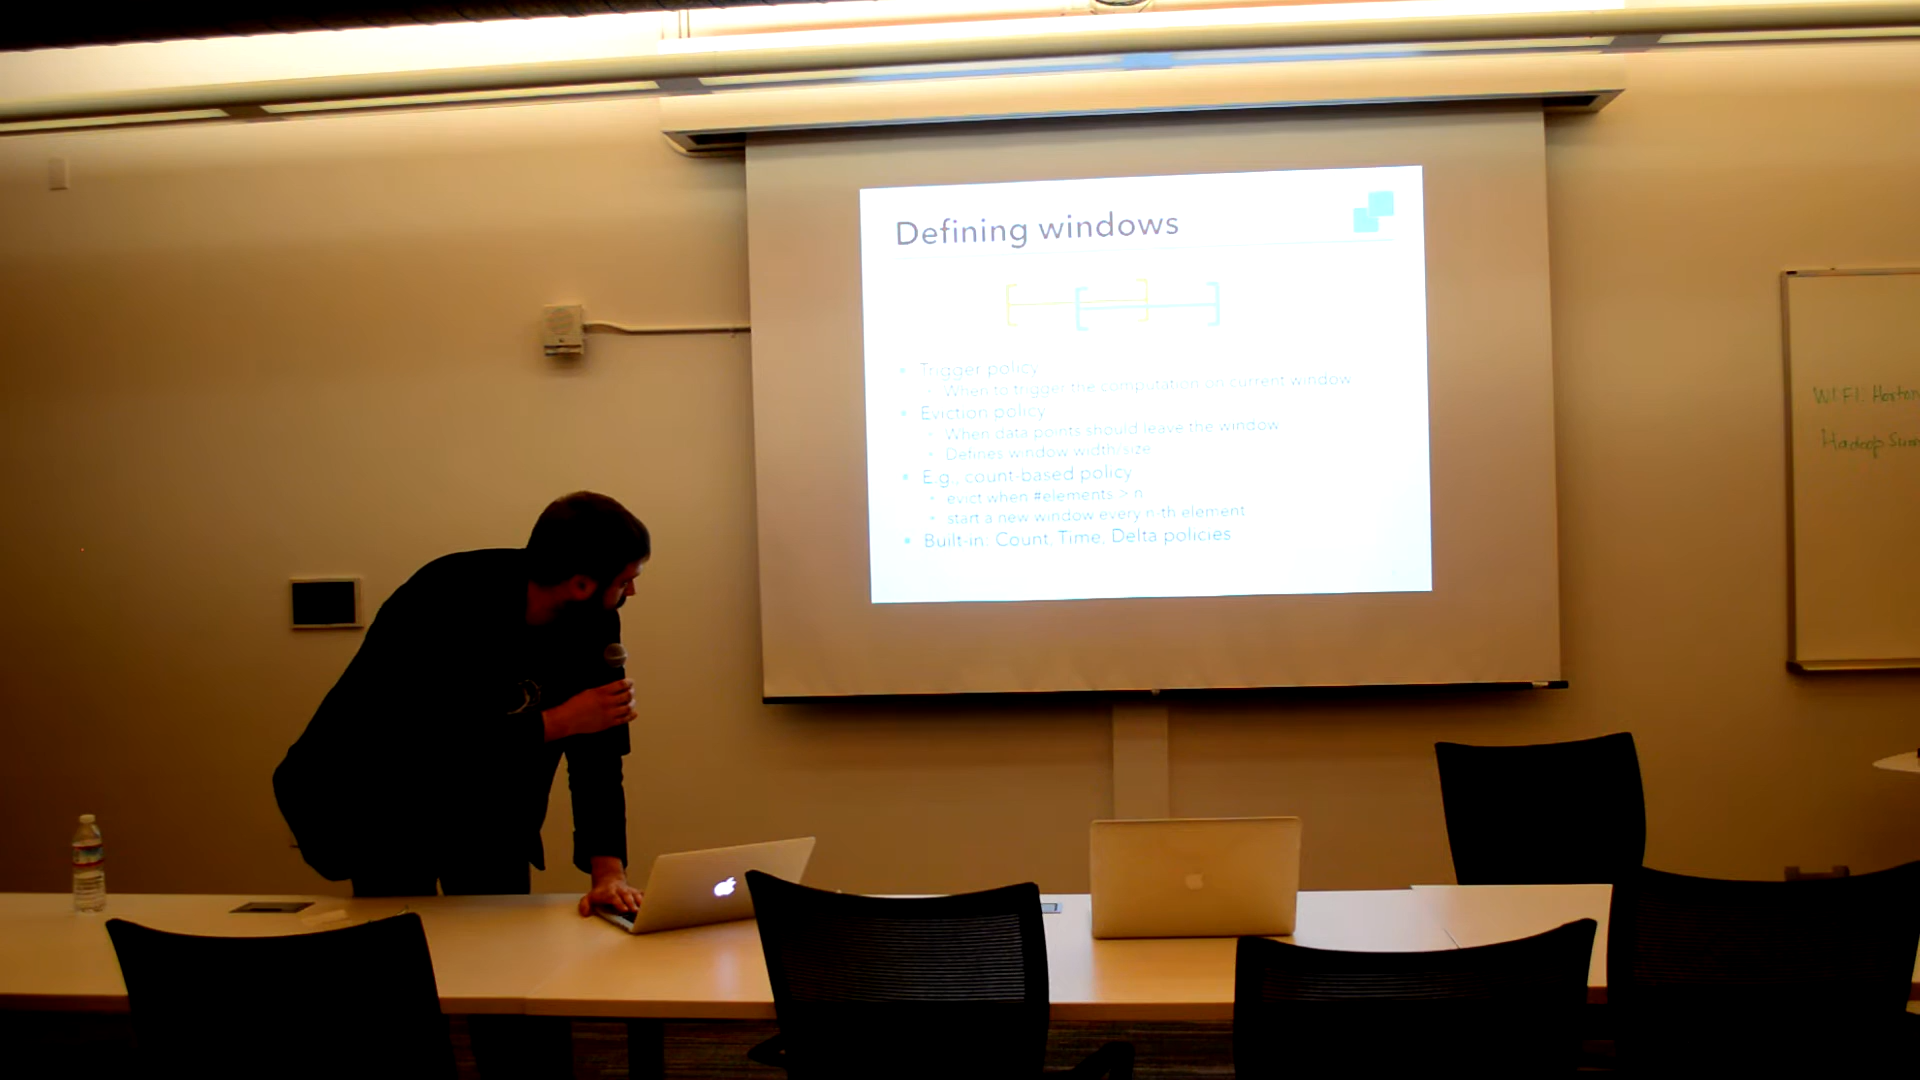 Defining windows
Trigger policy
When to trigger the computation on current window
Eviction policy
When data points should leave the window
Defines window width/size
E.g., count-based policy
evict when #elements > n
start a new window every n-th element
Built-in: Count, Time, Delta policies
WIFI: Horton
Hadoop Sum